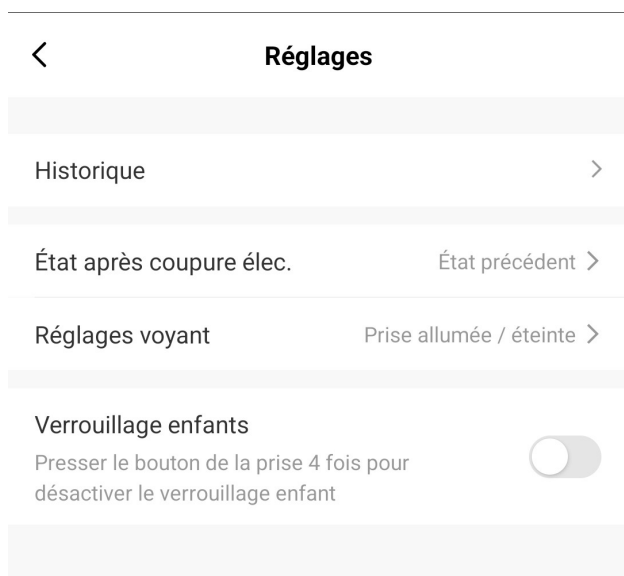 Réglages
Historique
État après coupure élec. État précédent
Réglages voyant Prise allumée / éteinte
Verrouillage enfants
Presser le bouton de la prise 4 fois pour
désactiver le verrouillage enfant